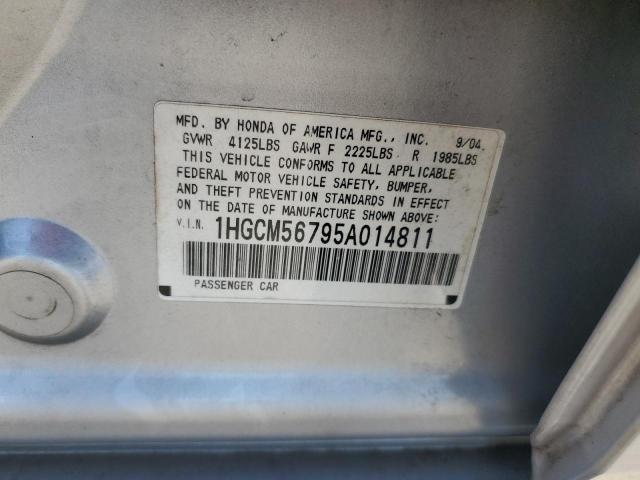 MFD. BY HONDA OF AMERICA MFG., INC. 9/04
GVWR 4125LBS GAWR F 2225LBS R 1985LBS
THIS VEHICLE CONFORMS TO ALL APPLICABLE
FEDERAL MOTOR VEHICLE SAFETY, BUMPER,
AND THEFT PREVENTION STANDARDS IN EFFECT
ON THE DATE OF MANUFACTURE SHOWN ABOVE.
V.I.N. 1HGCM56795A014811
PASSENGER CAR